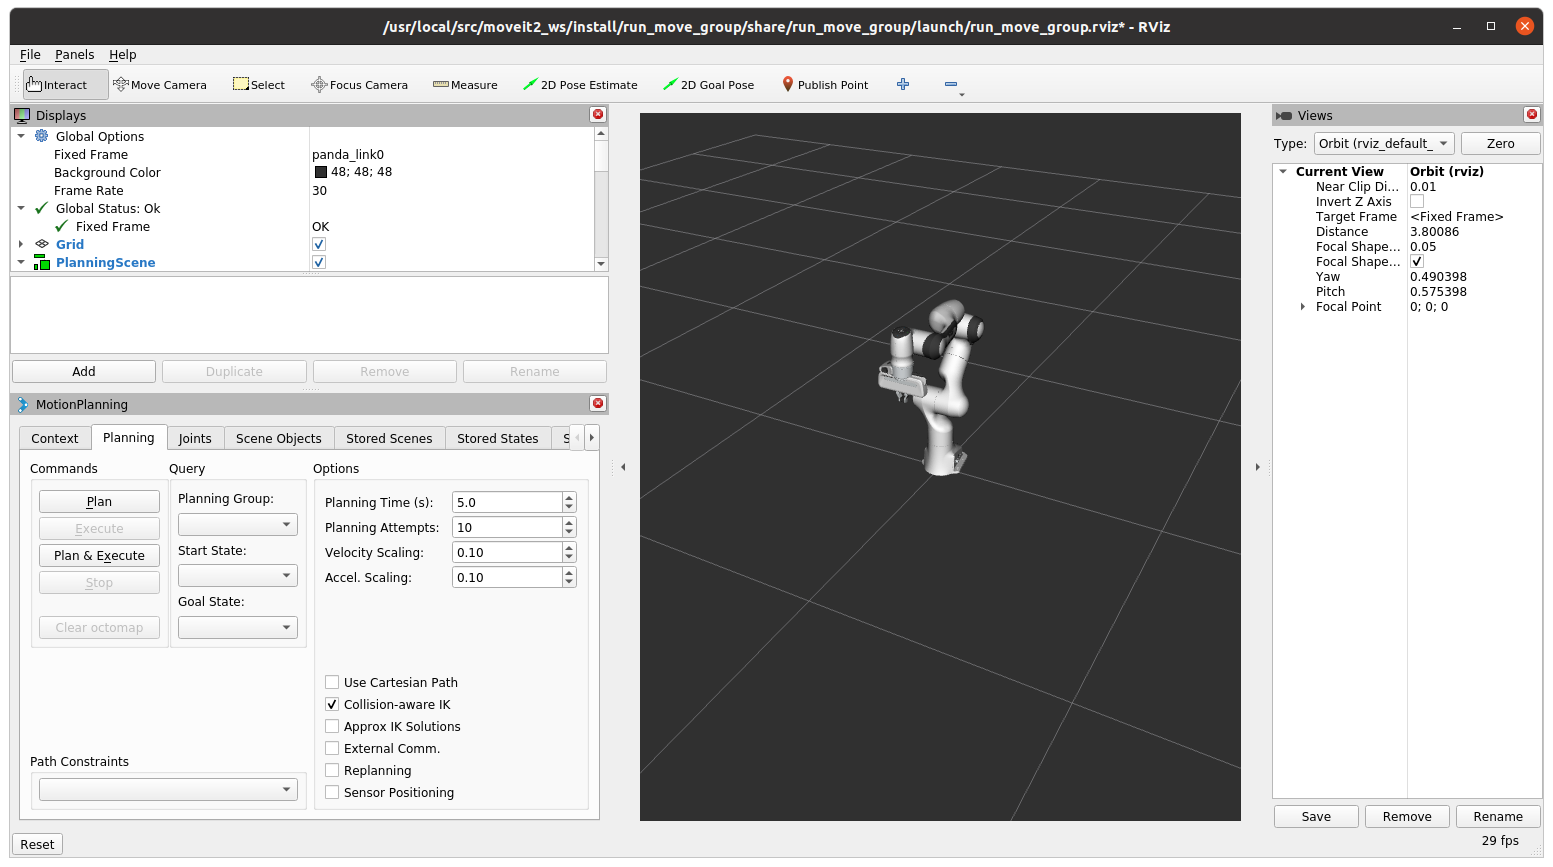 /usr/local/src/moveit2_ws/install/run_move_group/share/run_move_group/launch/run_move_group.rviz* - RViz
File Panels Help
Interact Move Camera Select Focus Camera Measure 2D Pose Estimate 2D Goal Pose Publish Point
Displays
Global Options
Fixed Frame panda_link0
Background Color 48; 48; 48
Frame Rate 30
Global Status: Ok
Fixed Frame OK
Grid
PlanningScene
Add Duplicate Remove Rename
MotionPlanning
Context Planning Joints Scene Objects Stored Scenes Stored States S
Commands Query Options
Plan
Execute
Plan & Execute
Stop
Clear octomap
Planning Group:
Start State:
Goal State:
Planning Time (s): 5.0
Planning Attempts: 10
Velocity Scaling: 0.10
Accel. Scaling: 0.10
Use Cartesian Path
Collision-aware IK
Approx IK Solutions
External Comm.
Replanning
Sensor Positioning
Path Constraints
Reset
Views
Type: Orbit (rviz_default_ Zero
Current View Orbit (rviz)
Near Clip Di... 0.01
Invert Z Axis
Target Frame <Fixed Frame>
Distance 3.80086
Focal Shape... 0.05
Focal Shape...
Yaw 0.490398
Pitch 0.575398
Focal Point 0; 0; 0
Save Remove Rename
29 fps